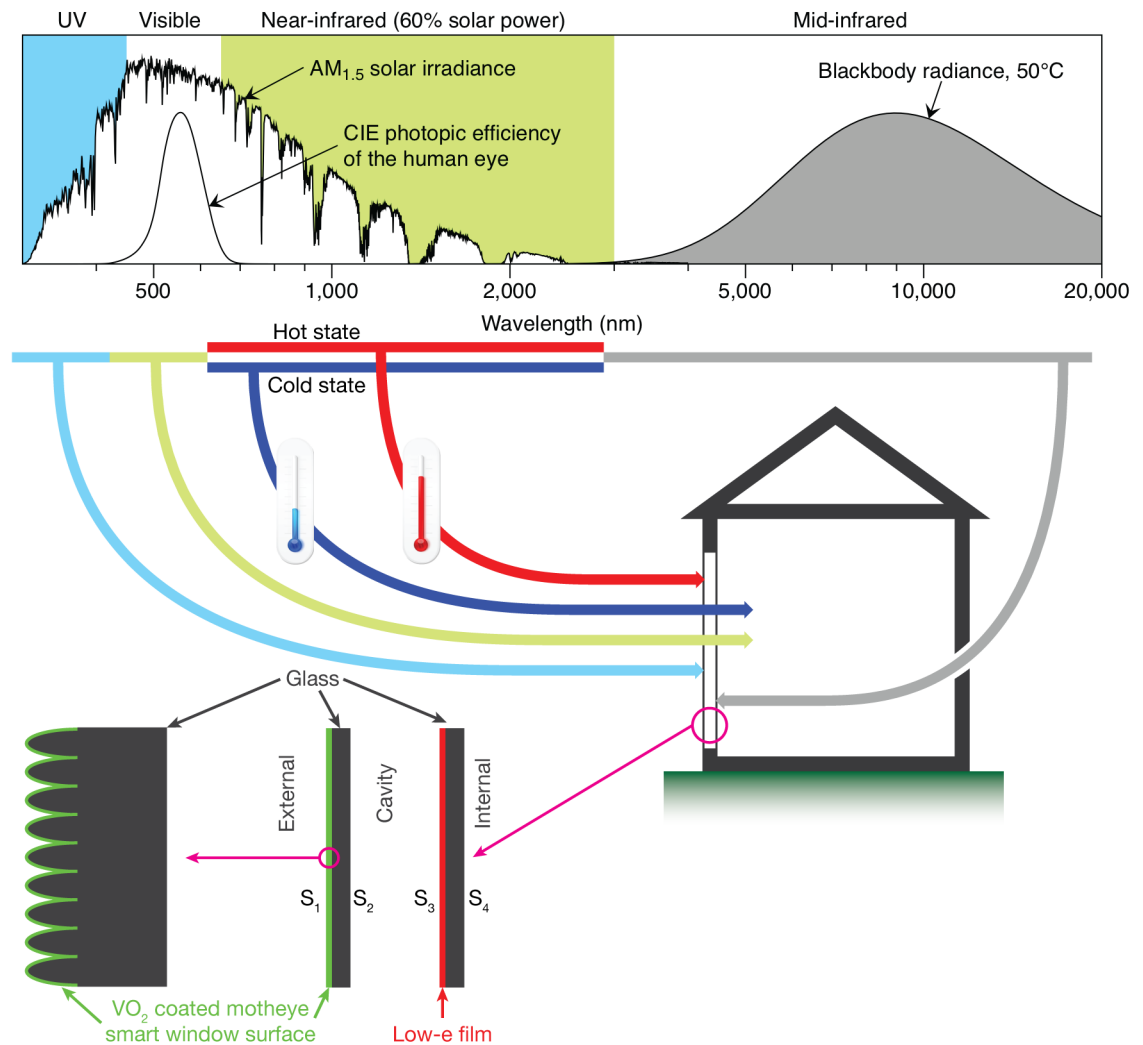 UV
Visible
Near-infrared (60% solar power)
Mid-infrared
AM1.5 solar irradiance
Blackbody radiance, 50°C
CIE photopic efficiency
of the human eye
500
1,000
2,000
5,000
10,000
20,000
Wavelength (nm)
Hot state
Cold state
Glass
External
Cavity
Internal
S1
S2
S3
S4
VO2 coated motheye
smart window surface
Low-e film